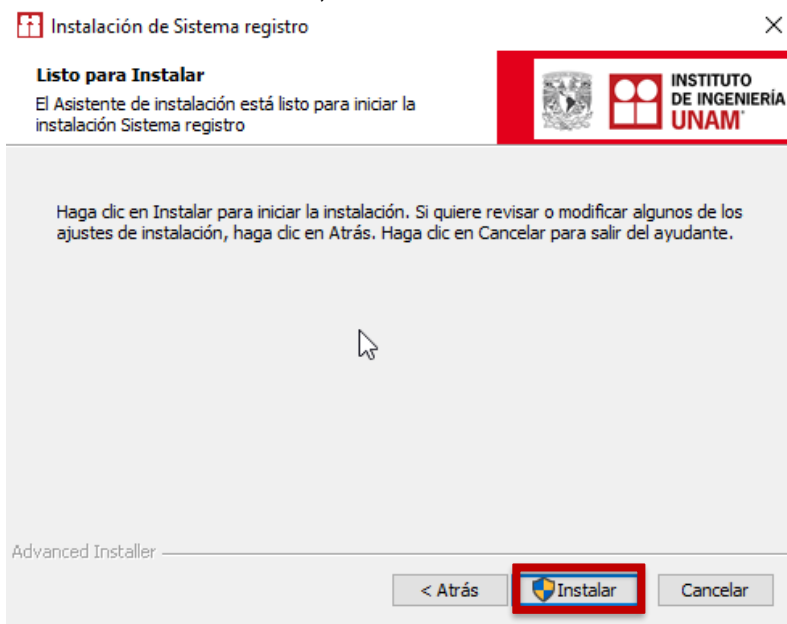 Instalación de Sistema registro
Listo para Instalar
El Asistente de instalación está listo para iniciar la
instalación Sistema registro
INSTITUTO
DE INGENIERÍA
UNAM
Haga clic en Instalar para iniciar la instalación. Si quiere revisar o modificar algunos de los
ajustes de instalación, haga clic en Atrás. Haga clic en Cancelar para salir del ayudante.
Advanced Installer
< Atrás
Instalar
Cancelar